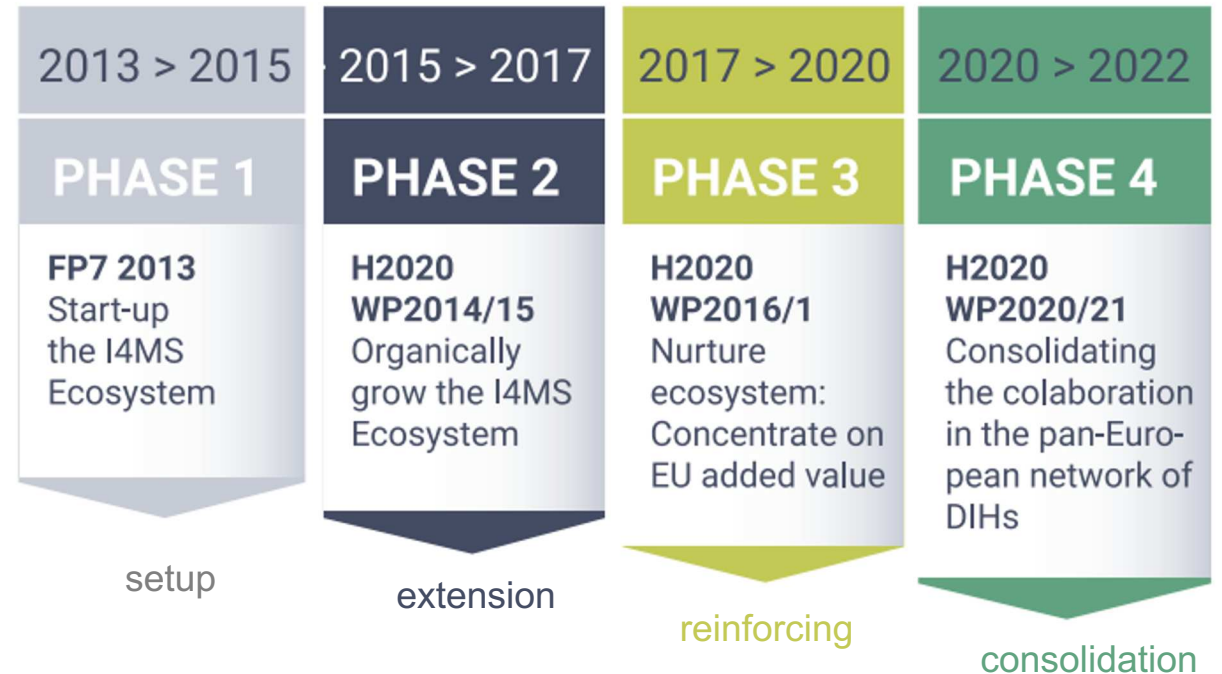 2013 > 2015
PHASE 1
FP7 2013
Start-up
the I4MS
Ecosystem
setup
2015 > 2017
PHASE 2
H2020
WP2014/15
Organically
grow the I4MS
Ecosystem
extension
2017 > 2020
PHASE 3
H2020
WP2016/1
Nurture
ecosystem:
Concentrate on
EU added value
reinforcing
2020 > 2022
PHASE 4
H2020
WP2020/21
Consolidating
the colaboration
in the pan-Euro-
pean network of
DIHs
consolidation